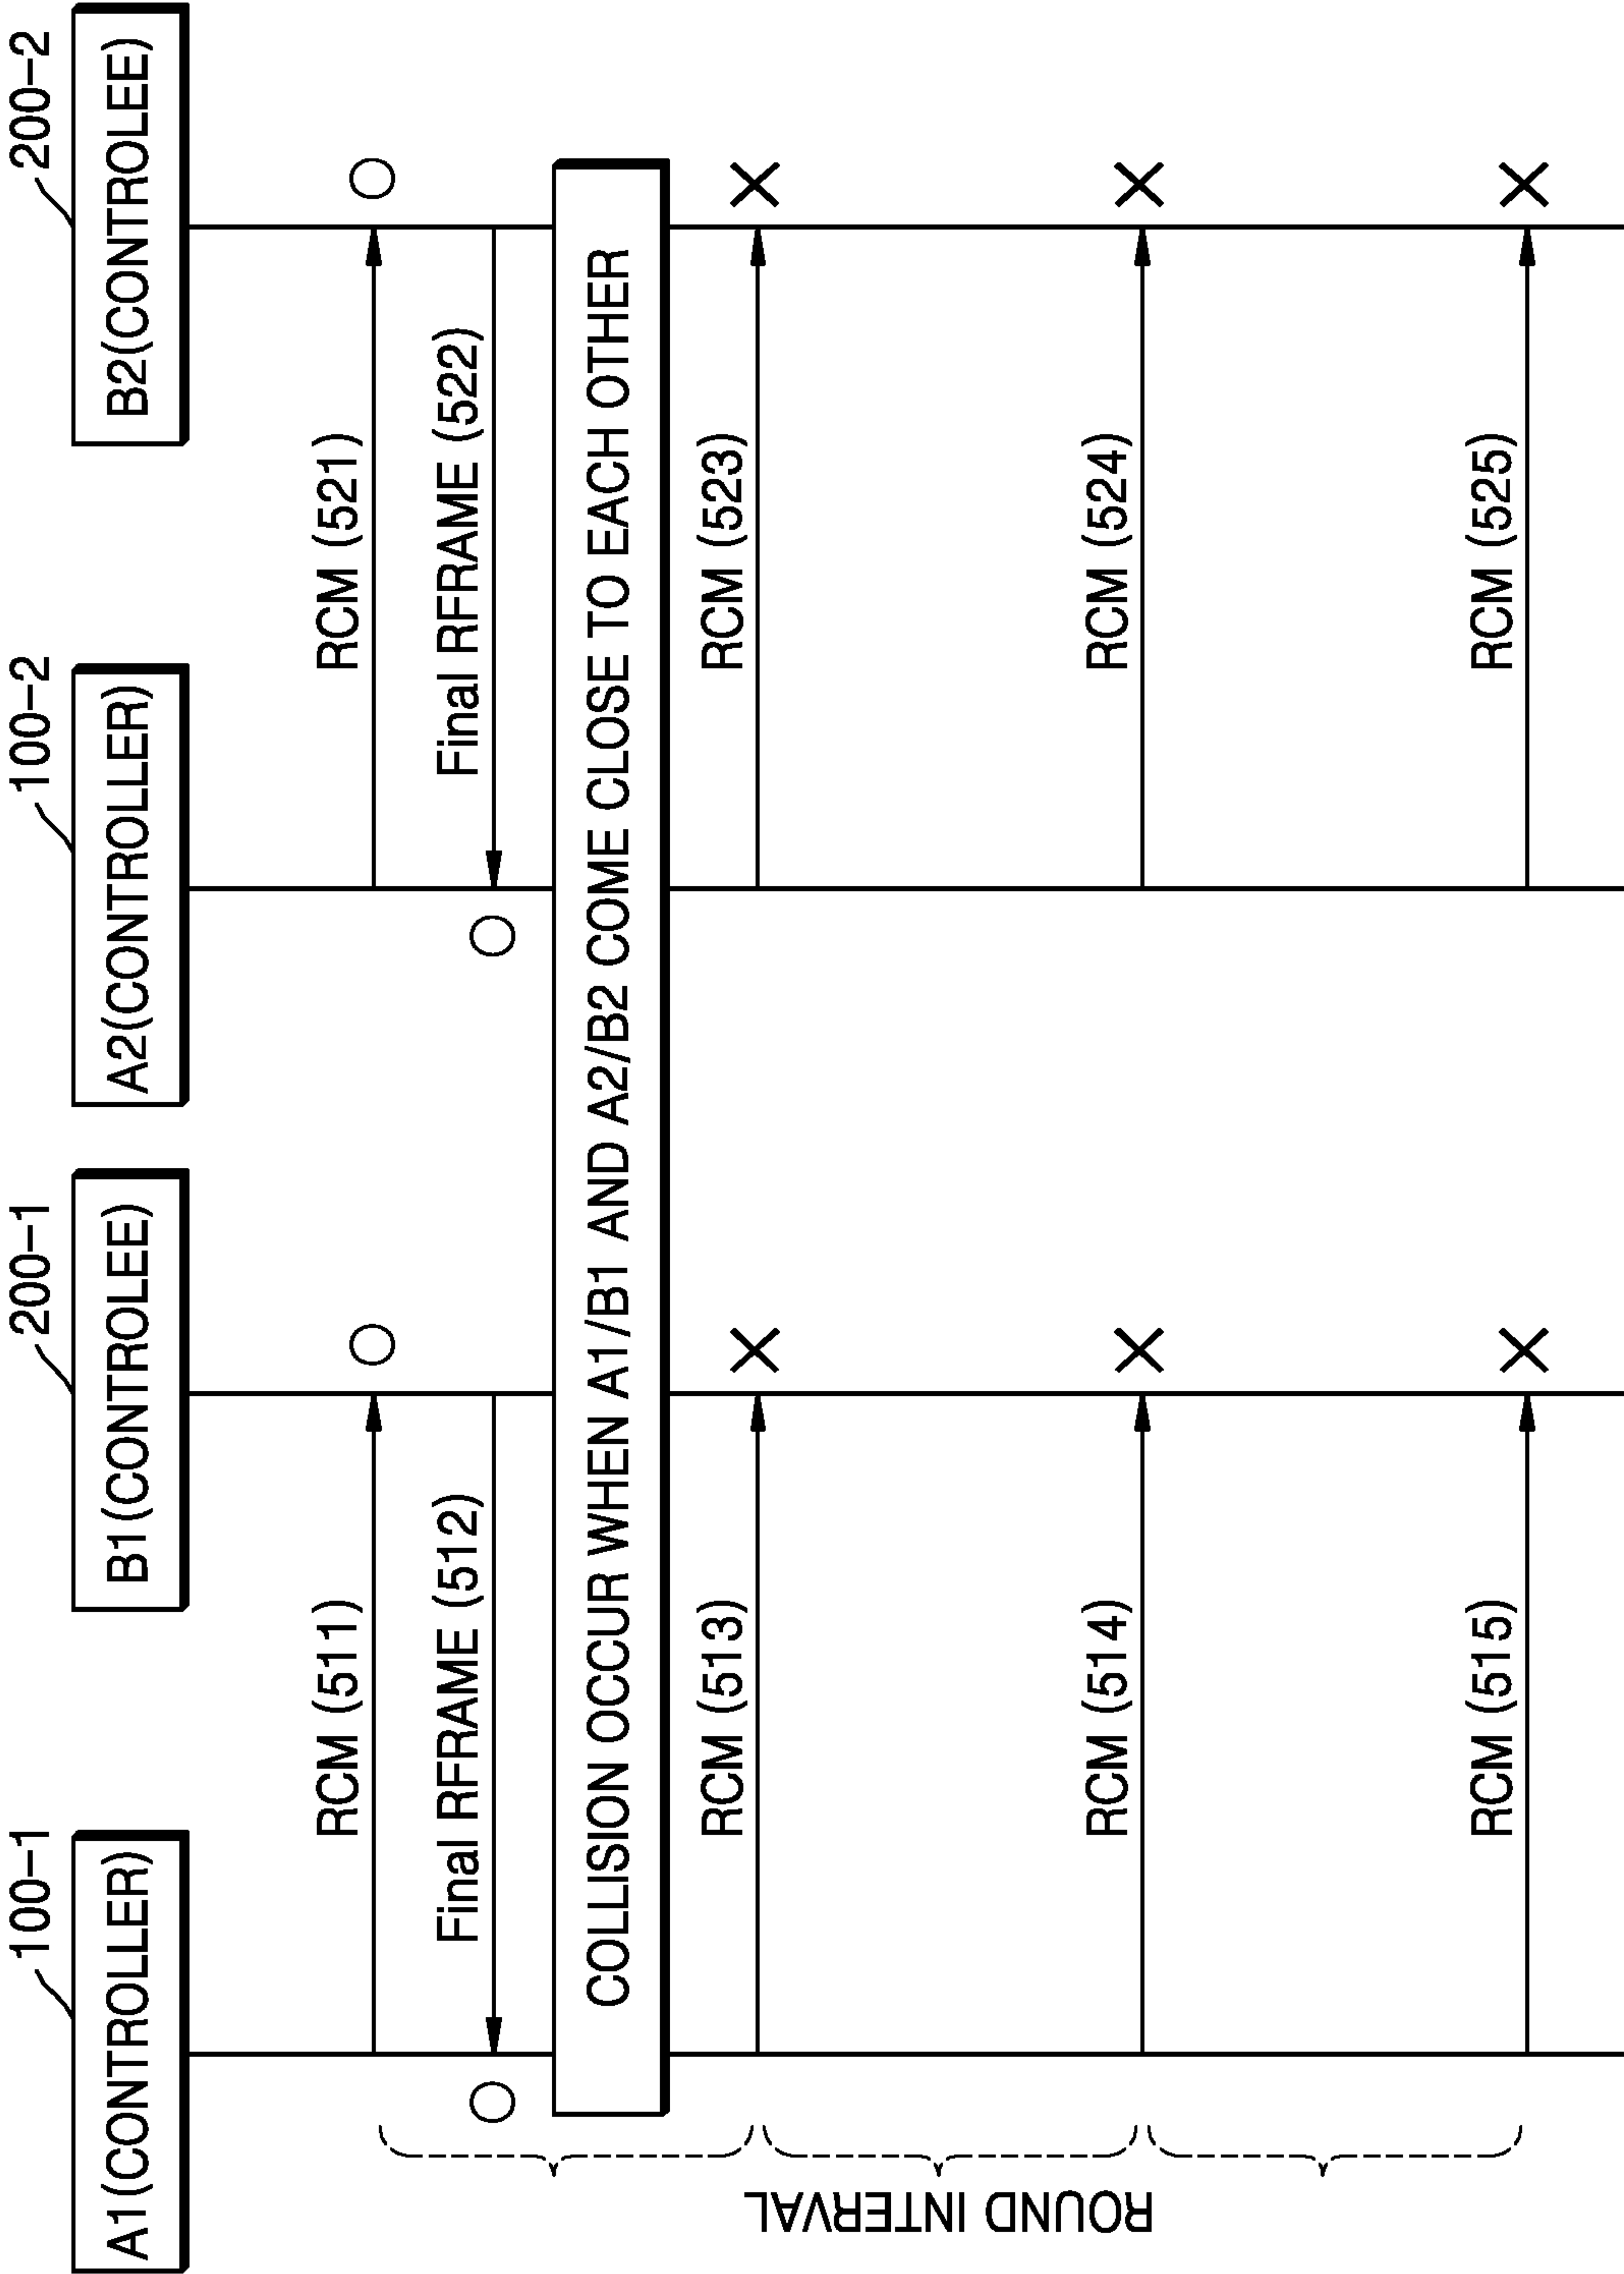 100-1
200-1
100-2
200-2
A1(CONTROLLER)
B1(CONTROLEE)
A2(CONTROLLER)
B2(CONTROLEE)
RCM (511)
RCM (521)
Final RFRAME (512)
Final RFRAME (522)
COLLISION OCCUR WHEN A1/B1 AND A2/B2 COME CLOSE TO EACH OTHER
RCM (513)
RCM (523)
ROUND INTERVAL
RCM (514)
RCM (524)
RCM (515)
RCM (525)